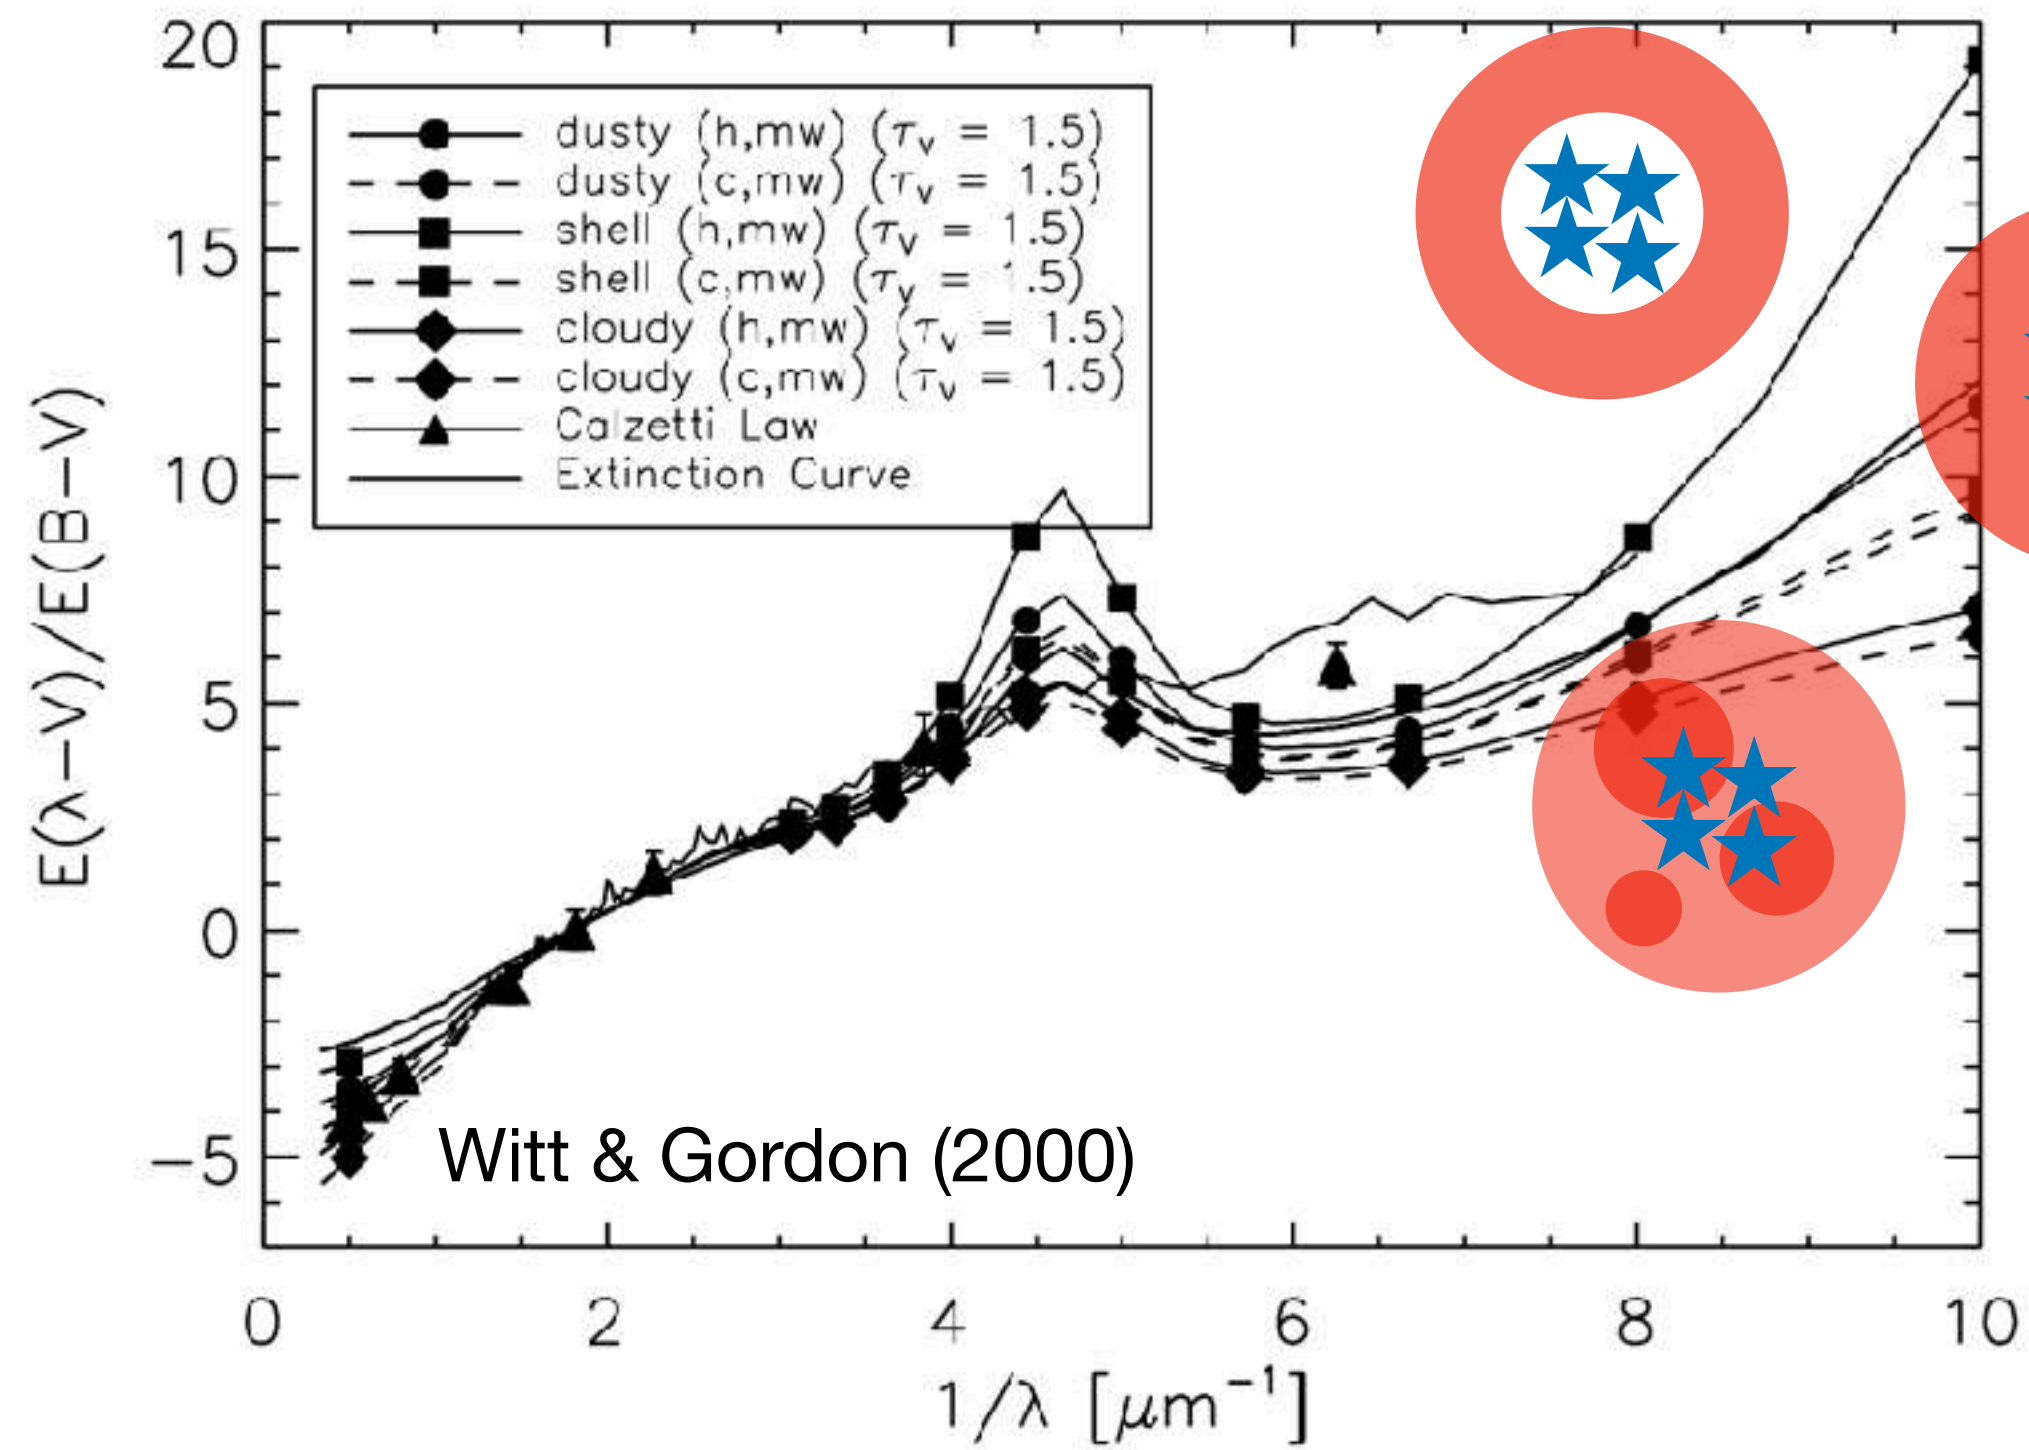 20
15
10
5
0
−5
E(λ−V)/E(B−V)
dusty (h,mw) (τᵥ = 1.5)
dusty (c,mw) (τᵥ = 1.5)
shell (h,mw) (τᵥ = 1.5)
shell (c,mw) (τᵥ = 1.5)
cloudy (h,mw) (τᵥ = 1.5)
cloudy (c,mw) (τᵥ = 1.5)
Calzetti Law
Extinction Curve
Witt & Gordon (2000)
0 2 4 6 8 10
1/λ [μm⁻¹]